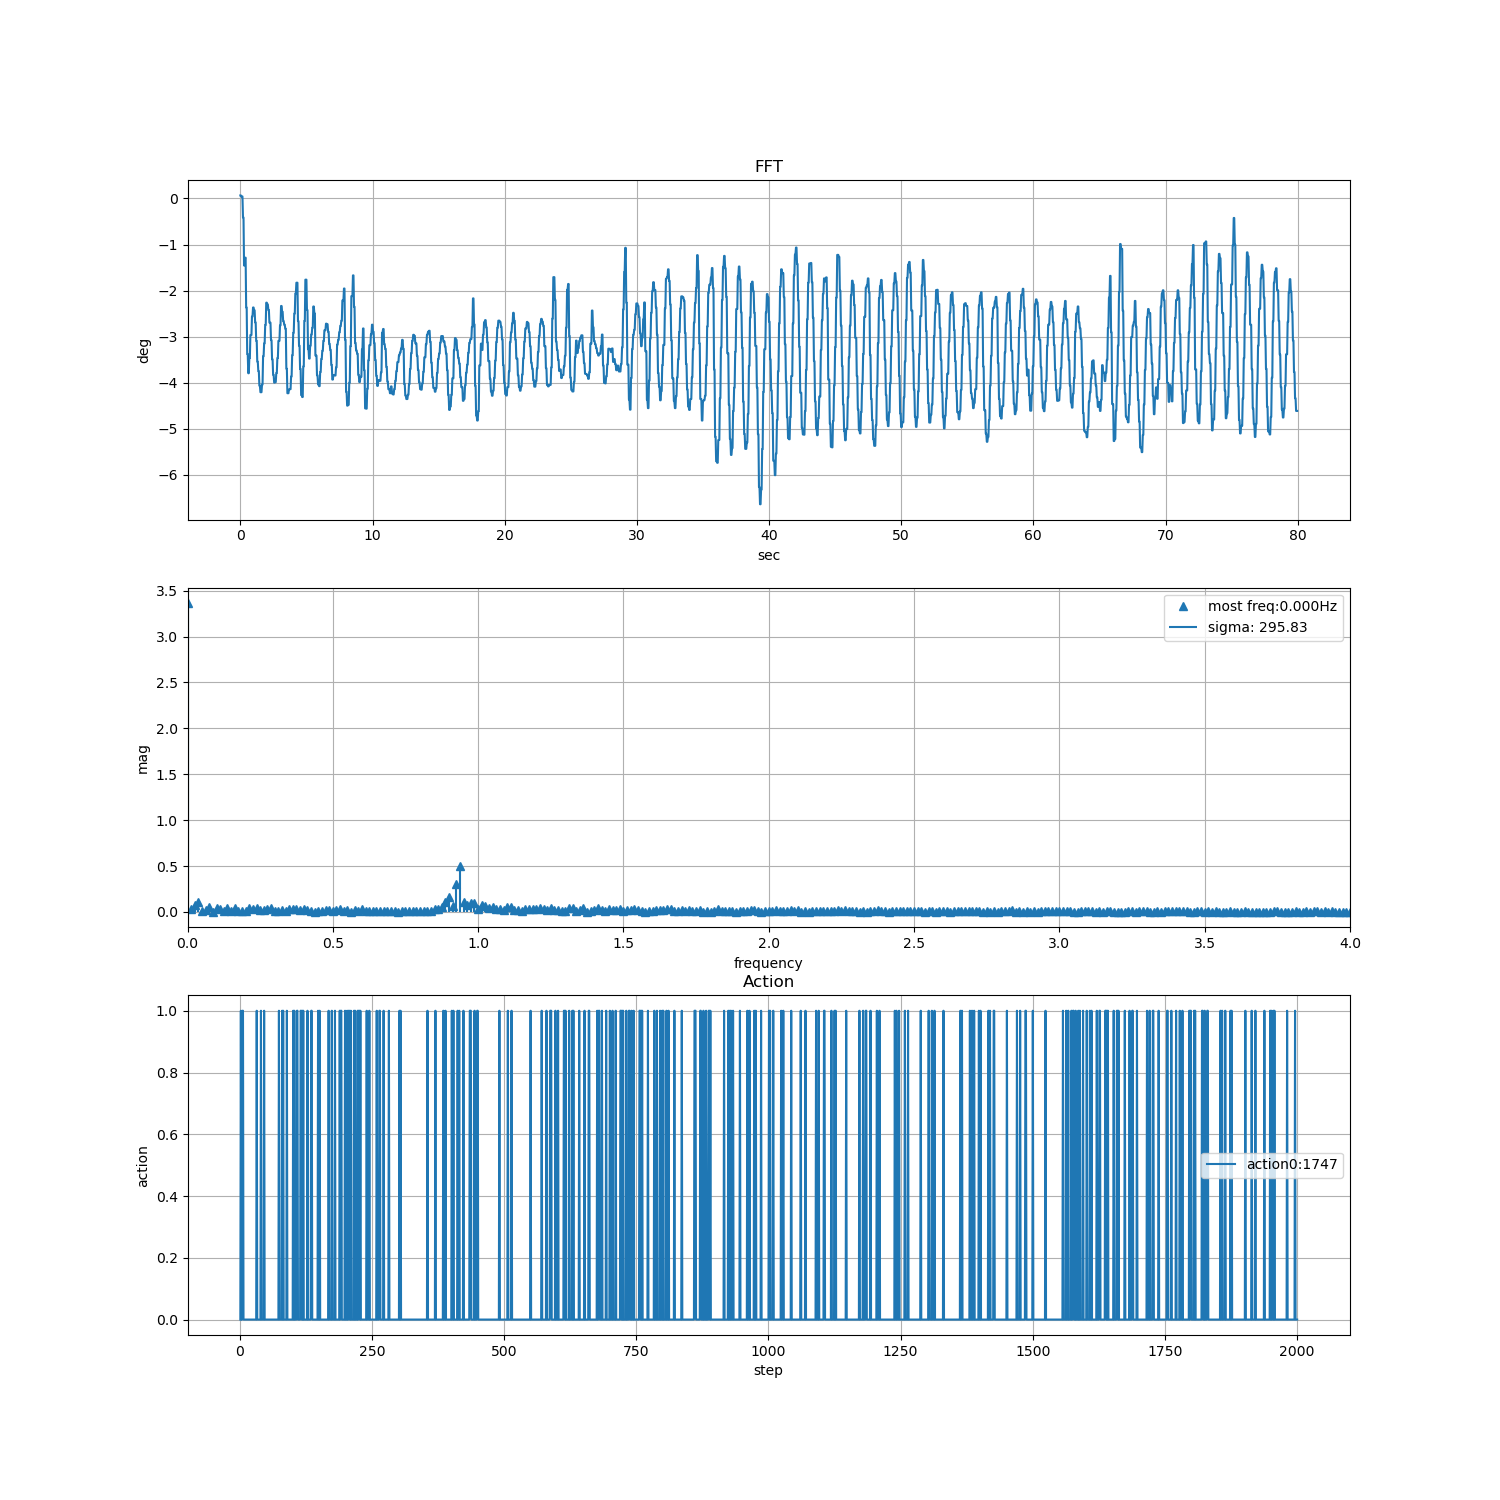 FFT
0
−1
−2
−3
−4
−5
−6
deg
0 10 20 30 40 50 60 70 80
sec
3.5
3.0
2.5
2.0
1.5
1.0
0.5
0.0
mag
most freq:0.000Hz
sigma: 295.83
0.0 0.5 1.0 1.5 2.0 2.5 3.0 3.5 4.0
frequency
Action
1.0
0.8
0.6
0.4
0.2
0.0
action
action0:1747
0 250 500 750 1000 1250 1500 1750 2000
step